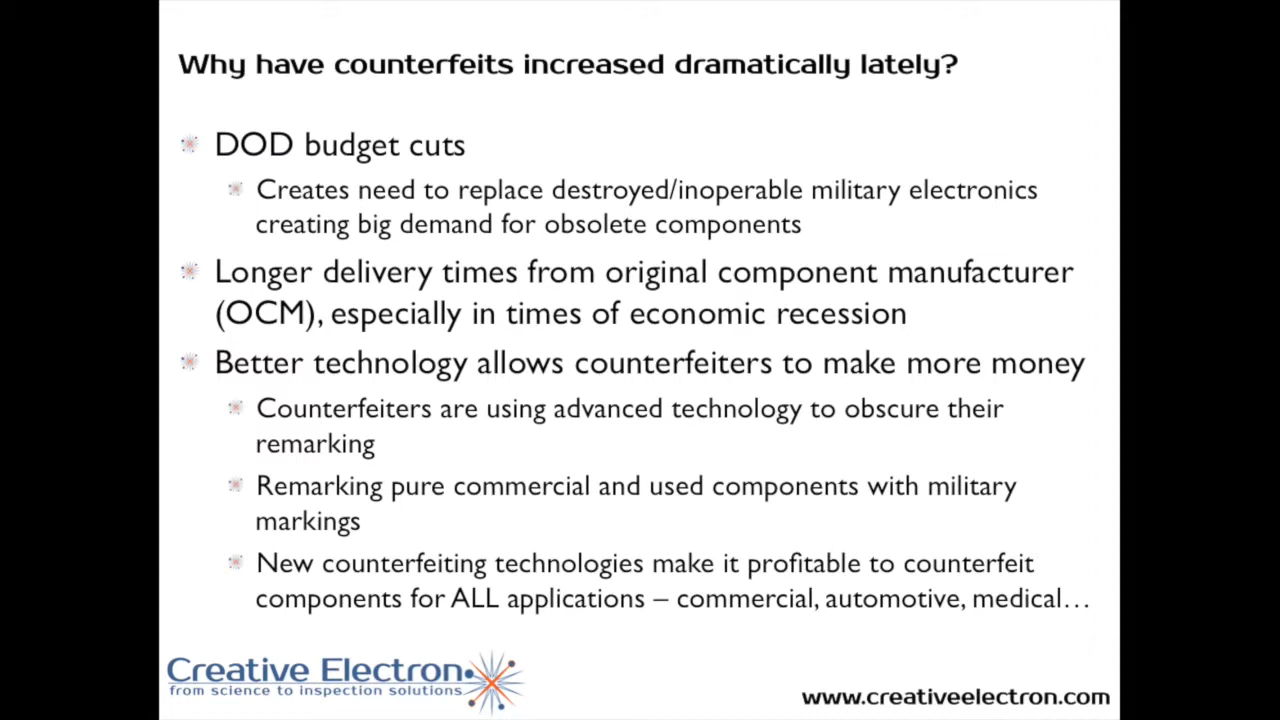 Why have counterfeits increased dramatically lately?
DOD budget cuts
Creates need to replace destroyed/inoperable military electronics
creating big demand for obsolete components
Longer delivery times from original component manufacturer
(OCM), especially in times of economic recession
Better technology allows counterfeiters to make more money
Counterfeiters are using advanced technology to obscure their
remarking
Remarking pure commercial and used components with military
markings
New counterfeiting technologies make it profitable to counterfeit
components for ALL applications – commercial, automotive, medical…
Creative Electron
from science to inspection solutions
www.creativeelectron.com